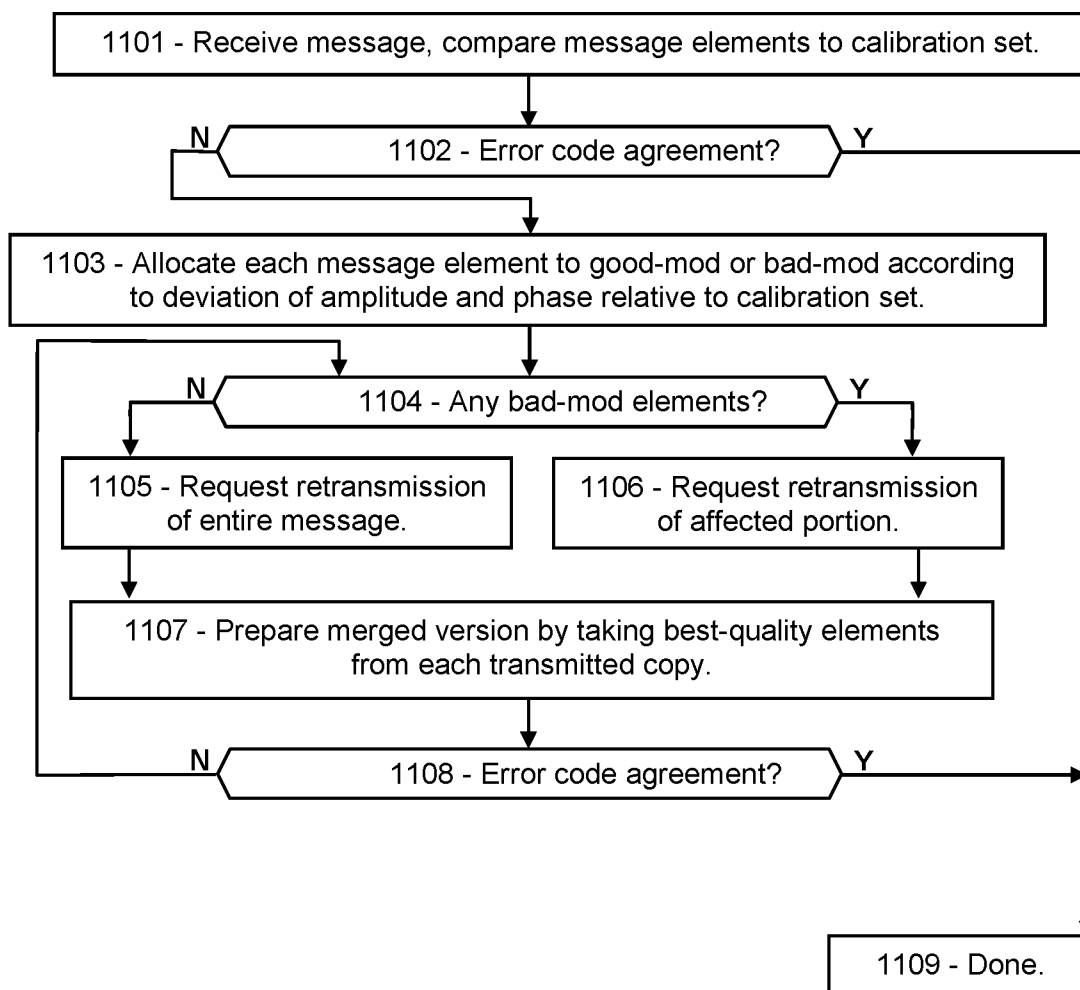 1101 - Receive message, compare message elements to calibration set.
N
1102 - Error code agreement?
Y
1103 - Allocate each message element to good-mod or bad-mod according
to deviation of amplitude and phase relative to calibration set.
N
1104 - Any bad-mod elements?
Y
1105 - Request retransmission
of entire message.
1106 - Request retransmission
of affected portion.
1107 - Prepare merged version by taking best-quality elements
from each transmitted copy.
N
1108 - Error code agreement?
Y
1109 - Done.